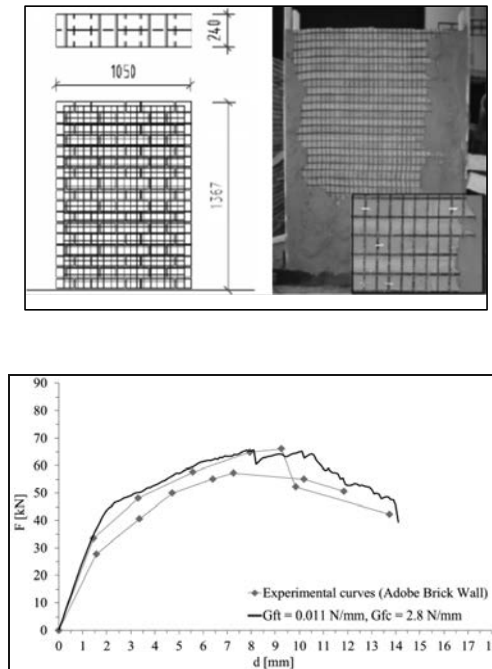 240
1050
1367
F [kN]
90
80
70
60
50
40
30
20
10
0
0 1 2 3 4 5 6 7 8 9 10 11 12 13 14 15 16 17
d [mm]
Experimental curves (Adobe Brick Wall)
Gft = 0.011 N/mm, Gfc = 2.8 N/mm